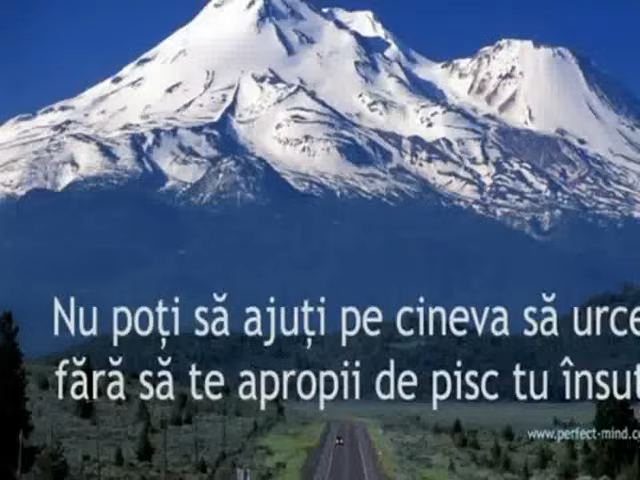 Nu poți să ajuți pe cineva să urce
fără să te apropii de pisc tu însuț
www.perfect-mind.c